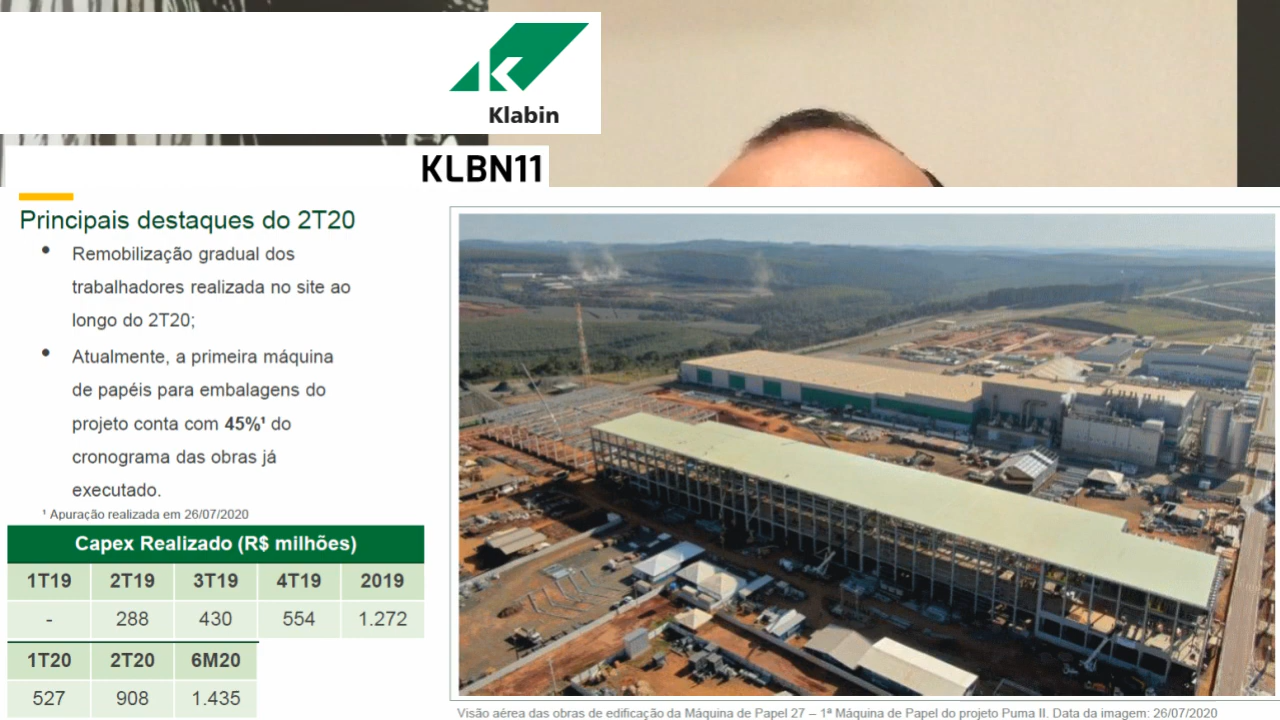 Klabin
KLBN11
Principais destaques do 2T20
• Remobilização gradual dos
trabalhadores realizada no site ao
longo do 2T20;
• Atualmente, a primeira máquina
de papéis para embalagens do
projeto conta com 45%¹ do
cronograma das obras já
executado.
¹ Apuração realizada em 26/07/2020
Capex Realizado (R$ milhões)
1T19 2T19 3T19 4T19 2019
- 288 430 554 1.272
1T20 2T20 6M20
527 908 1.435
Visão aérea das obras de edificação da Máquina de Papel 27 – 1ª Máquina de Papel do projeto Puma II. Data da imagem: 26/07/2020